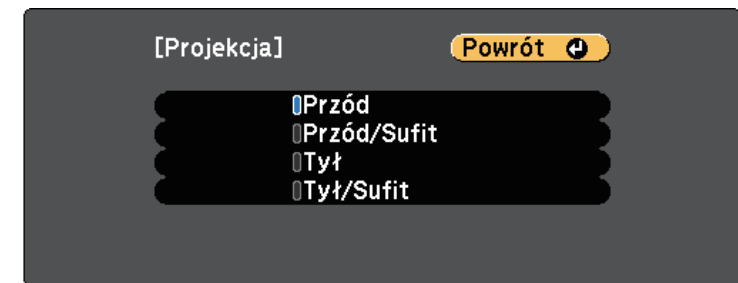 [Projekcja] Powrót
Przód
Przód/Sufit
Tył
Tył/Sufit